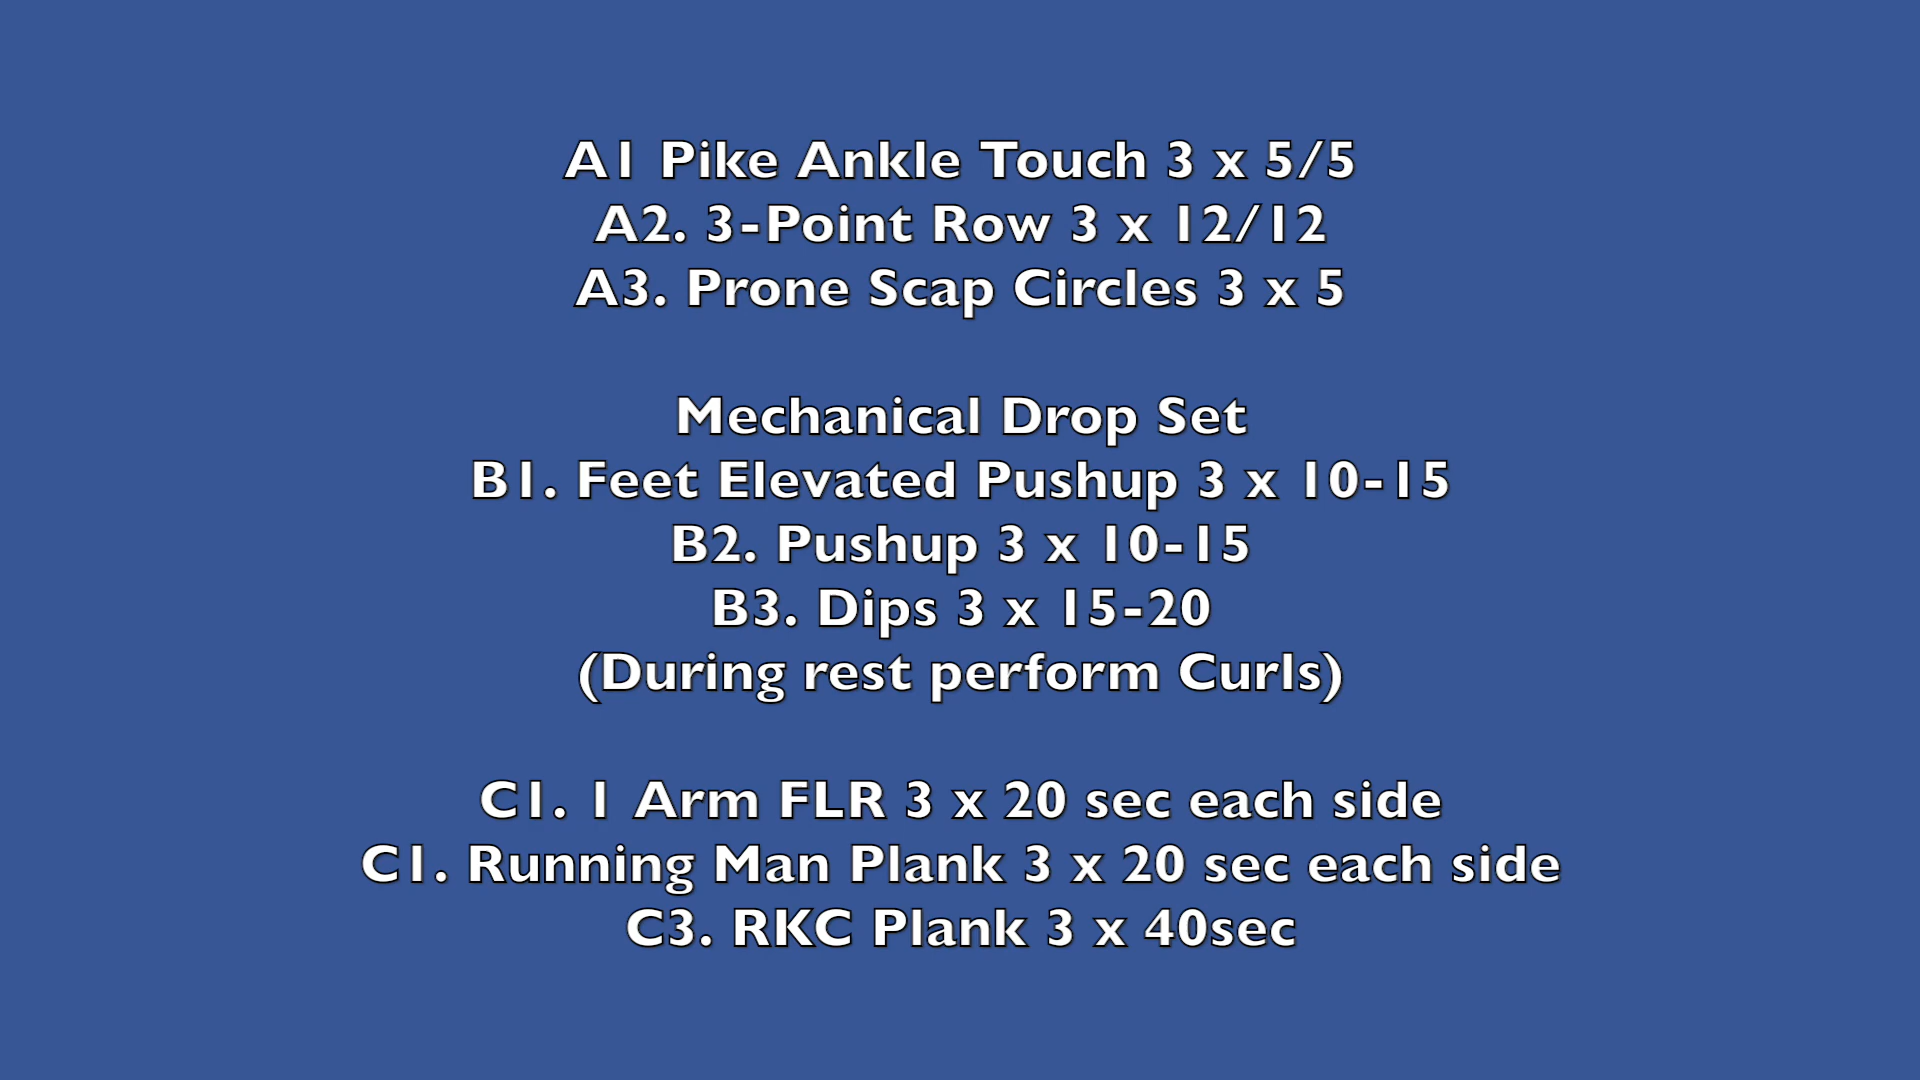 A1 Pike Ankle Touch 3 x 5/5
A2. 3-Point Row 3 x 12/12
A3. Prone Scap Circles 3 x 5
Mechanical Drop Set
B1. Feet Elevated Pushup 3 x 10-15
B2. Pushup 3 x 10-15
B3. Dips 3 x 15-20
(During rest perform Curls)
C1. 1 Arm FLR 3 x 20 sec each side
C1. Running Man Plank 3 x 20 sec each side
C3. RKC Plank 3 x 40sec